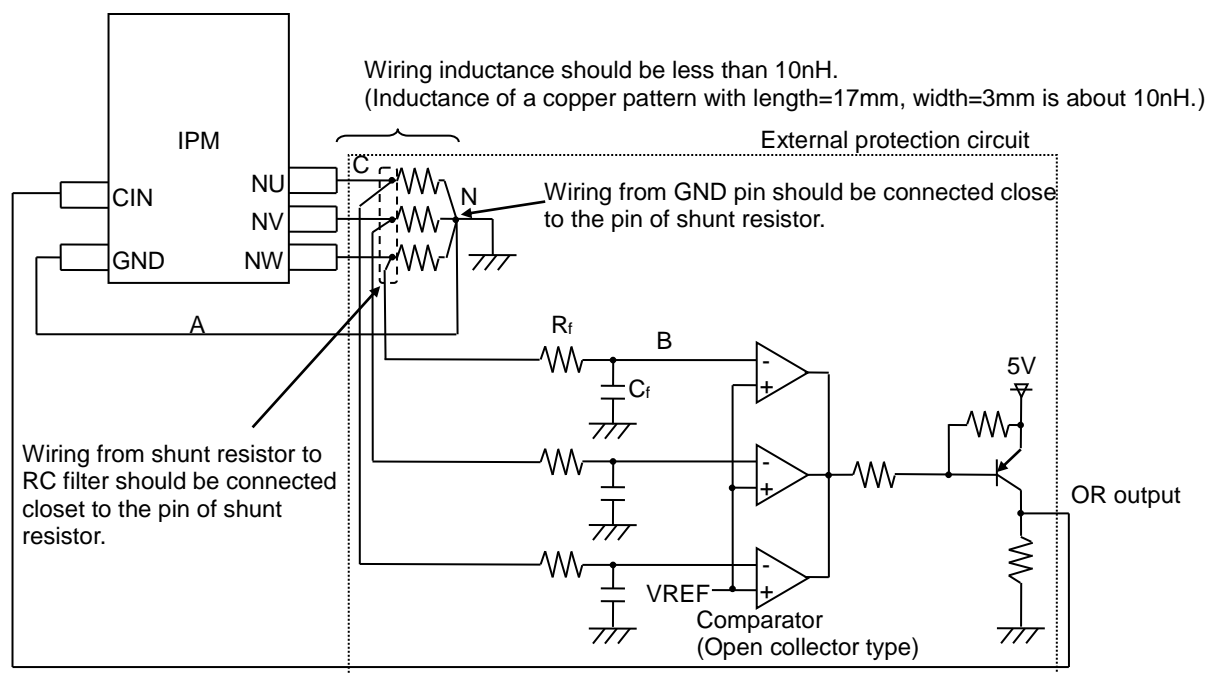 Wiring inductance should be less than 10nH.
(Inductance of a copper pattern with length=17mm, width=3mm is about 10nH.)
IPM
External protection circuit
C
NU
N
Wiring from GND pin should be connected close
to the pin of shunt resistor.
CIN
NV
GND
NW
A
Rf
B
5V
Cf
Wiring from shunt resistor to
RC filter should be connected
closet to the pin of shunt
resistor.
-
+
-
+
-
+
OR output
VREF
Comparator
(Open collector type)